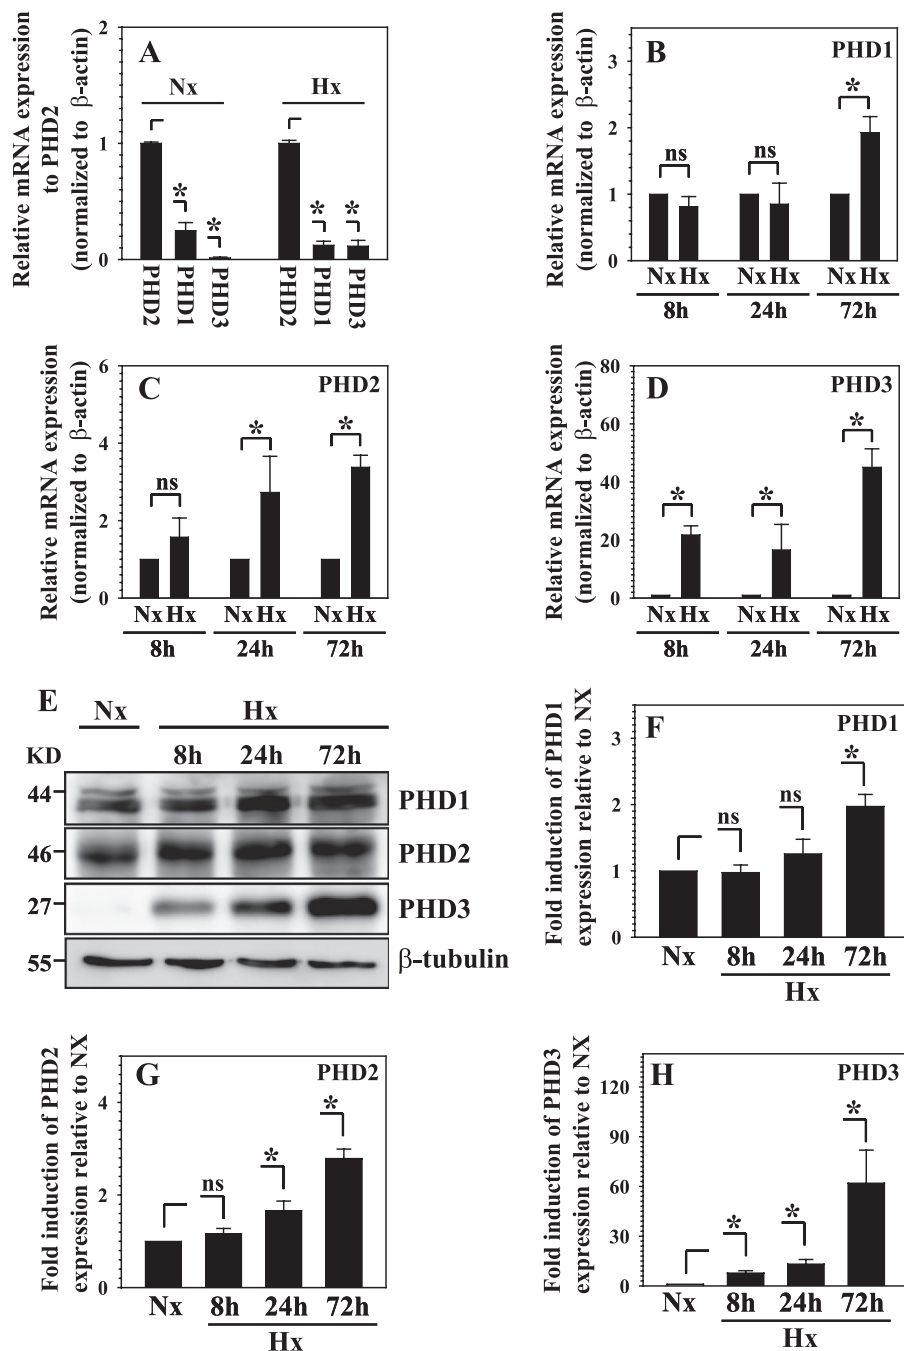 A
Relative mRNA expression
to PHD2
(normalized to β-actin)
2
1
0
Nx
Hx
*
*
*
*
PHD2
PHD1
PHD3
PHD2
PHD1
PHD3
B
PHD1
Relative mRNA expression
(normalized to β-actin)
3
2
1
0
ns
ns
*
Nx Hx
Nx Hx
Nx Hx
8h
24h
72h
C
PHD2
Relative mRNA expression
(normalized to β-actin)
6
4
2
0
ns
*
*
Nx Hx
Nx Hx
Nx Hx
8h
24h
72h
D
PHD3
Relative mRNA expression
(normalized to β-actin)
80
60
40
20
0
*
*
*
Nx Hx
Nx Hx
Nx Hx
8h
24h
72h
E
Nx
Hx
KD
8h
24h
72h
44
PHD1
46
PHD2
27
PHD3
55
β-tubulin
F
PHD1
Fold induction of PHD1
expression relative to NX
3
2
1
0
ns
ns
*
Nx
8h
24h
72h
Hx
G
PHD2
Fold induction of PHD2
expression relative to NX
4
2
0
ns
*
*
Nx
8h
24h
72h
Hx
H
PHD3
Fold induction of PHD3
expression relative to NX
120
90
60
30
0
*
*
*
Nx
8h
24h
72h
Hx